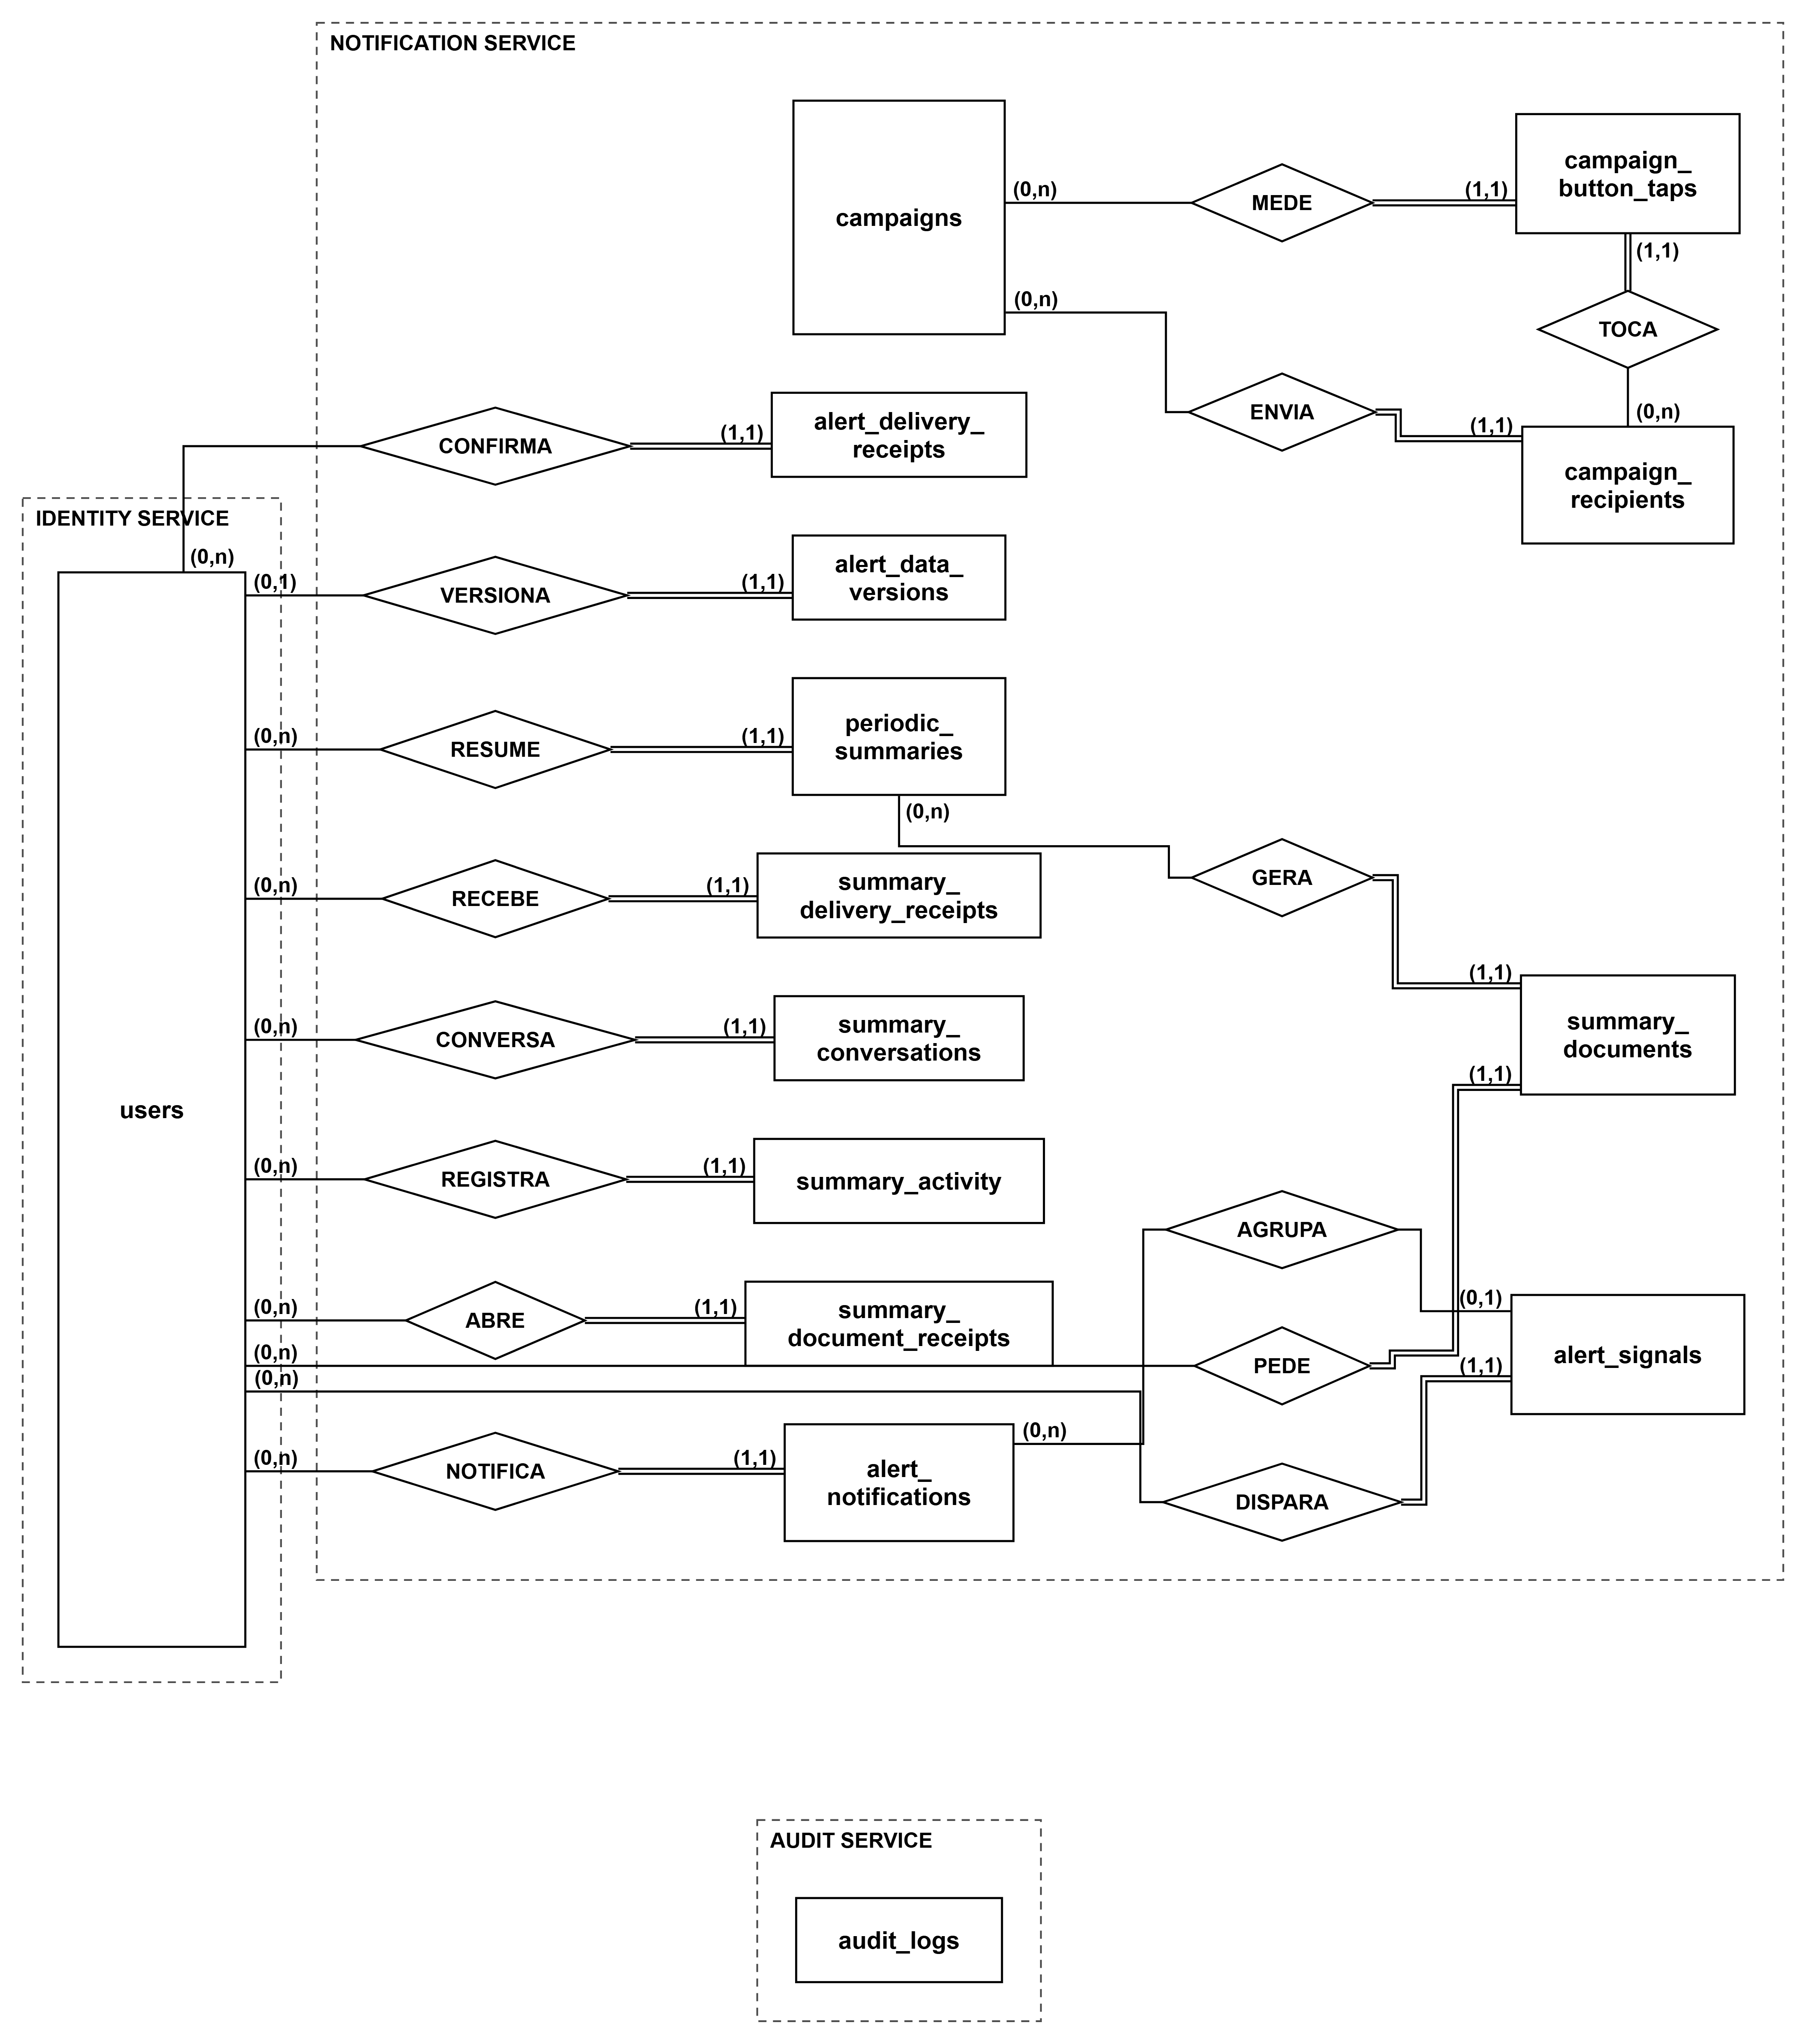 NOTIFICATION SERVICE
campaigns
(0,n)
MEDE
(1,1)
campaign_
button_taps
(1,1)
TOCA
(0,n)
(0,n)
ENVIA
(1,1)
campaign_
recipients
CONFIRMA
(1,1)
alert_delivery_
receipts
IDENTITY SERVICE
(0,n)
users
(0,1)
VERSIONA
(1,1)
alert_data_
versions
(0,n)
RESUME
(1,1)
periodic_
summaries
(0,n)
GERA
(1,1)
summary_
documents
(1,1)
(0,n)
RECEBE
(1,1)
summary_
delivery_receipts
(0,n)
CONVERSA
(1,1)
summary_
conversations
(0,n)
REGISTRA
(1,1)
summary_activity
AGRUPA
(0,1)
alert_signals
(1,1)
(0,n)
ABRE
(1,1)
summary_
document_receipts
(0,n)
PEDE
(0,n)
DISPARA
(0,n)
NOTIFICA
(1,1)
alert_
notifications
(0,n)
AUDIT SERVICE
audit_logs